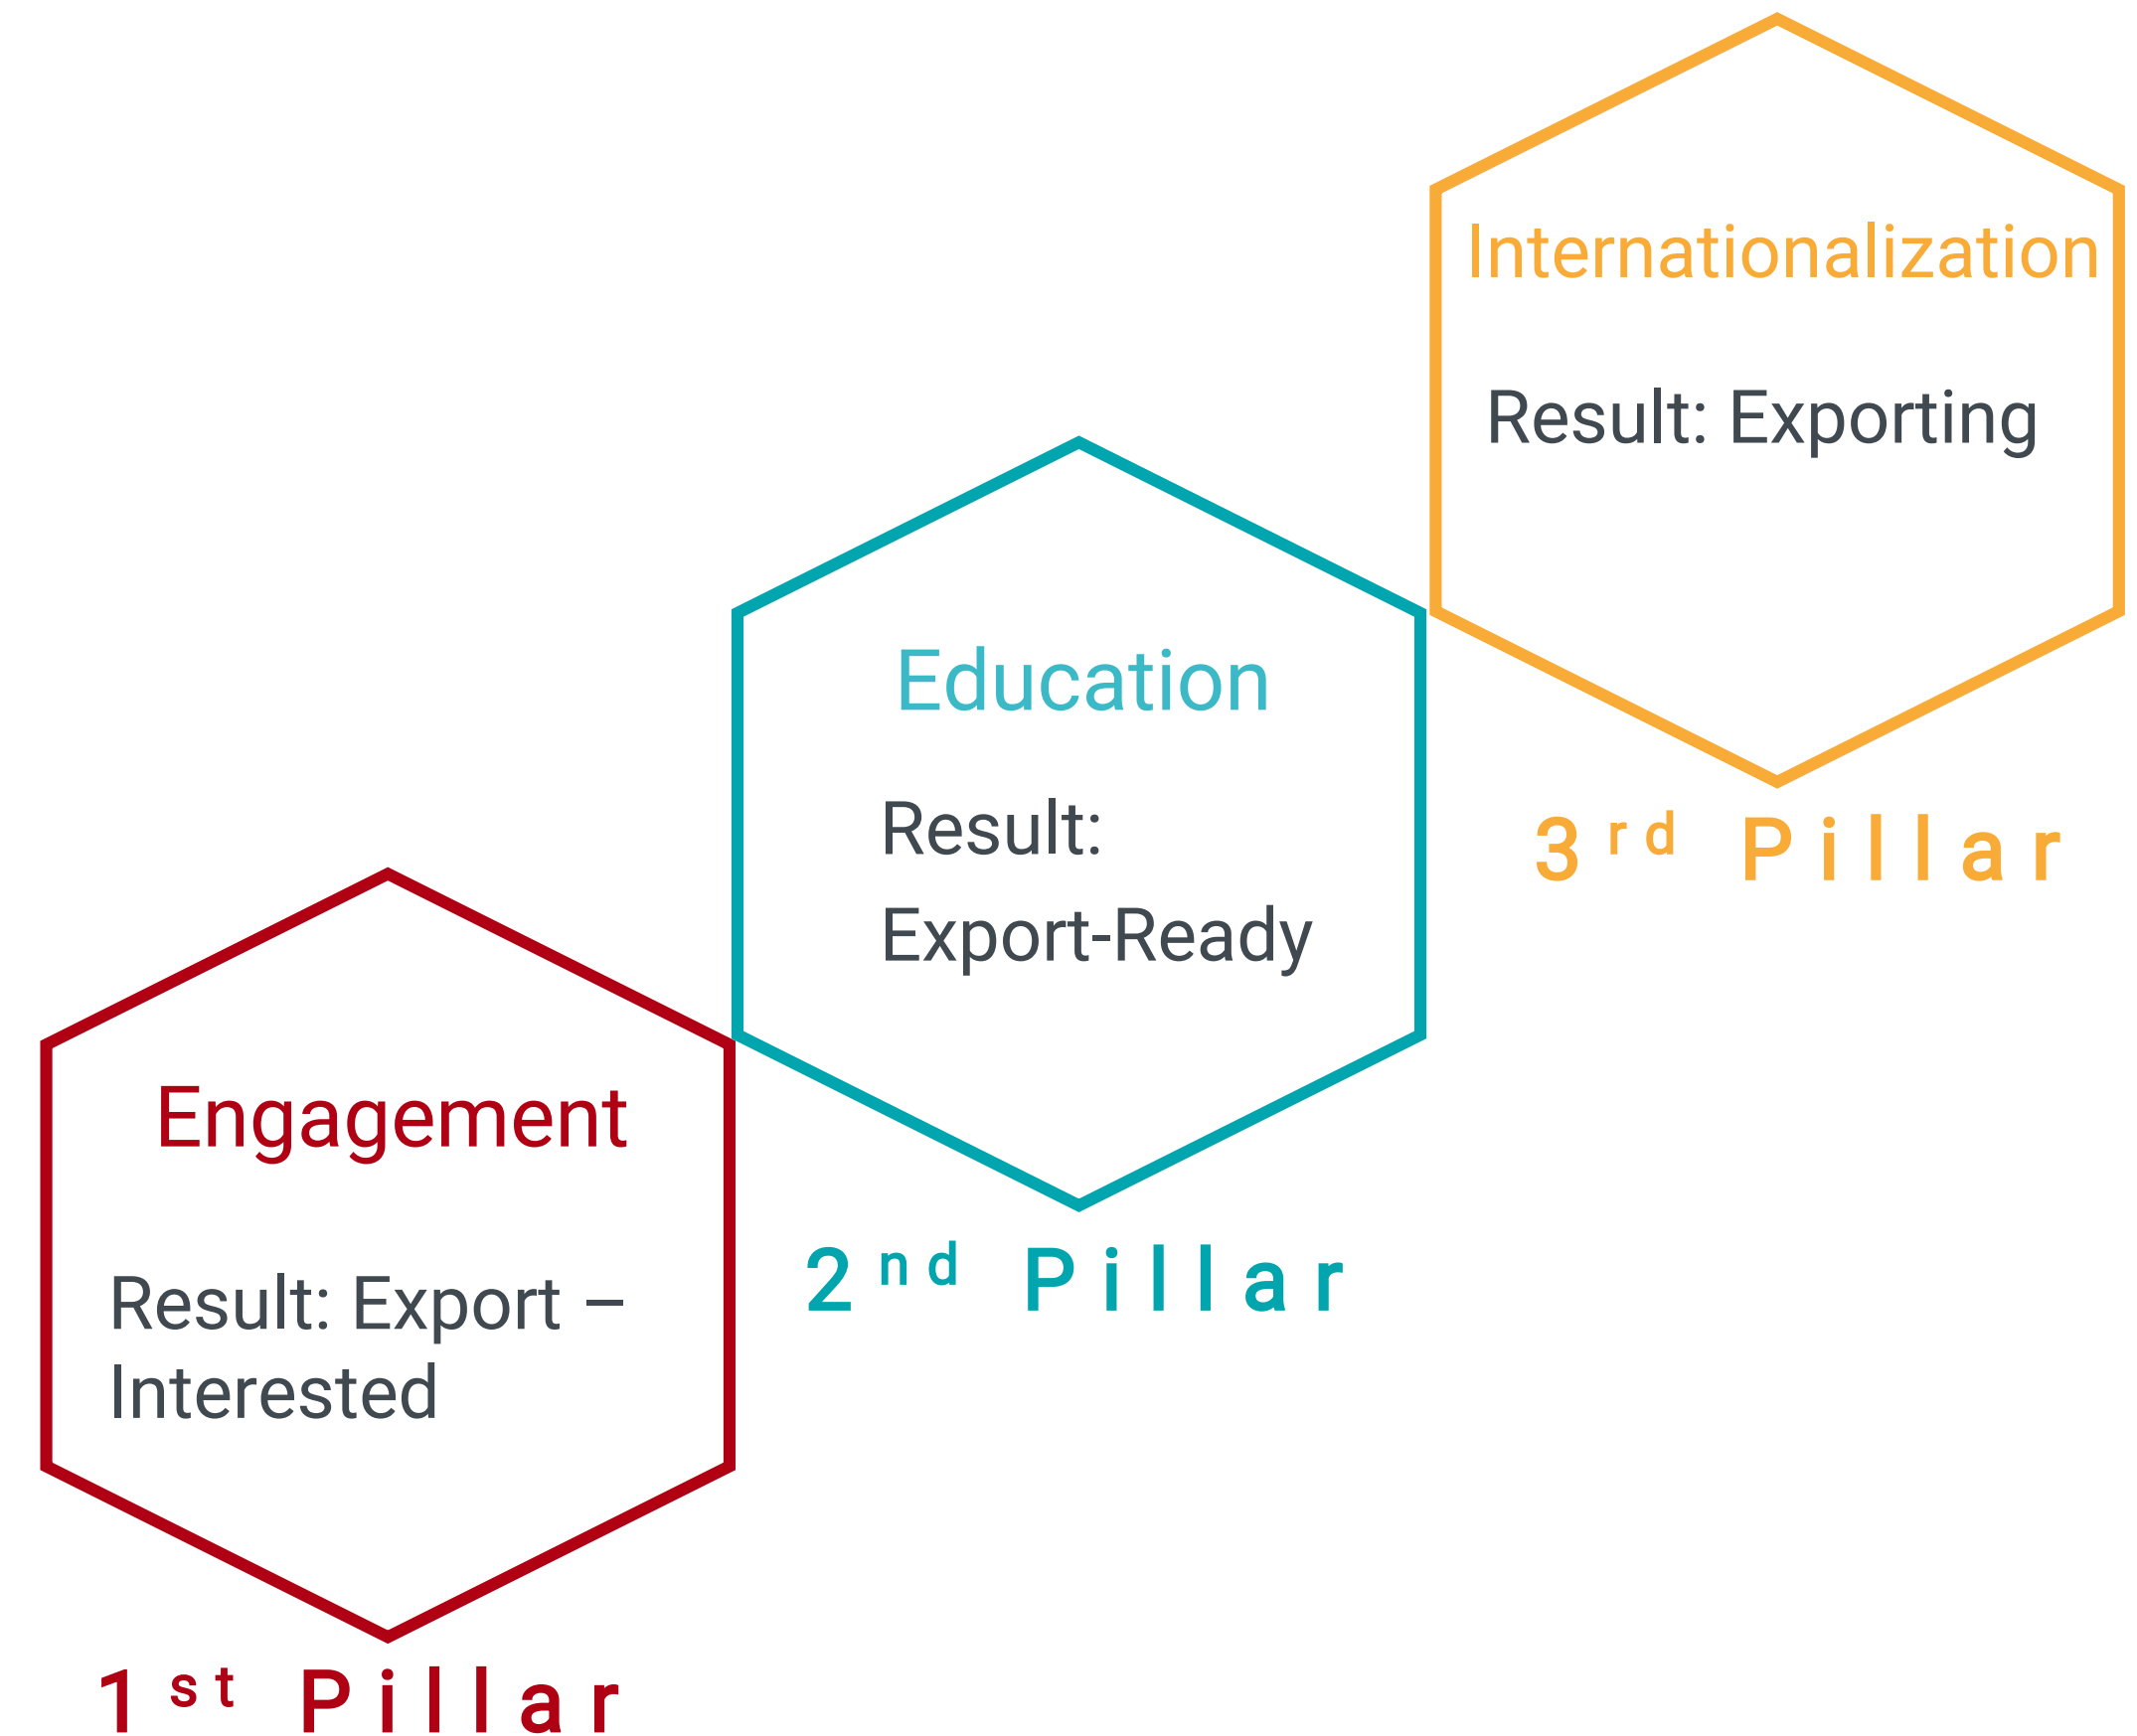 Internationalization
Result: Exporting
3rd Pillar
Education
Result:
Export-Ready
2nd Pillar
Engagement
Result: Export –
Interested
1st Pillar